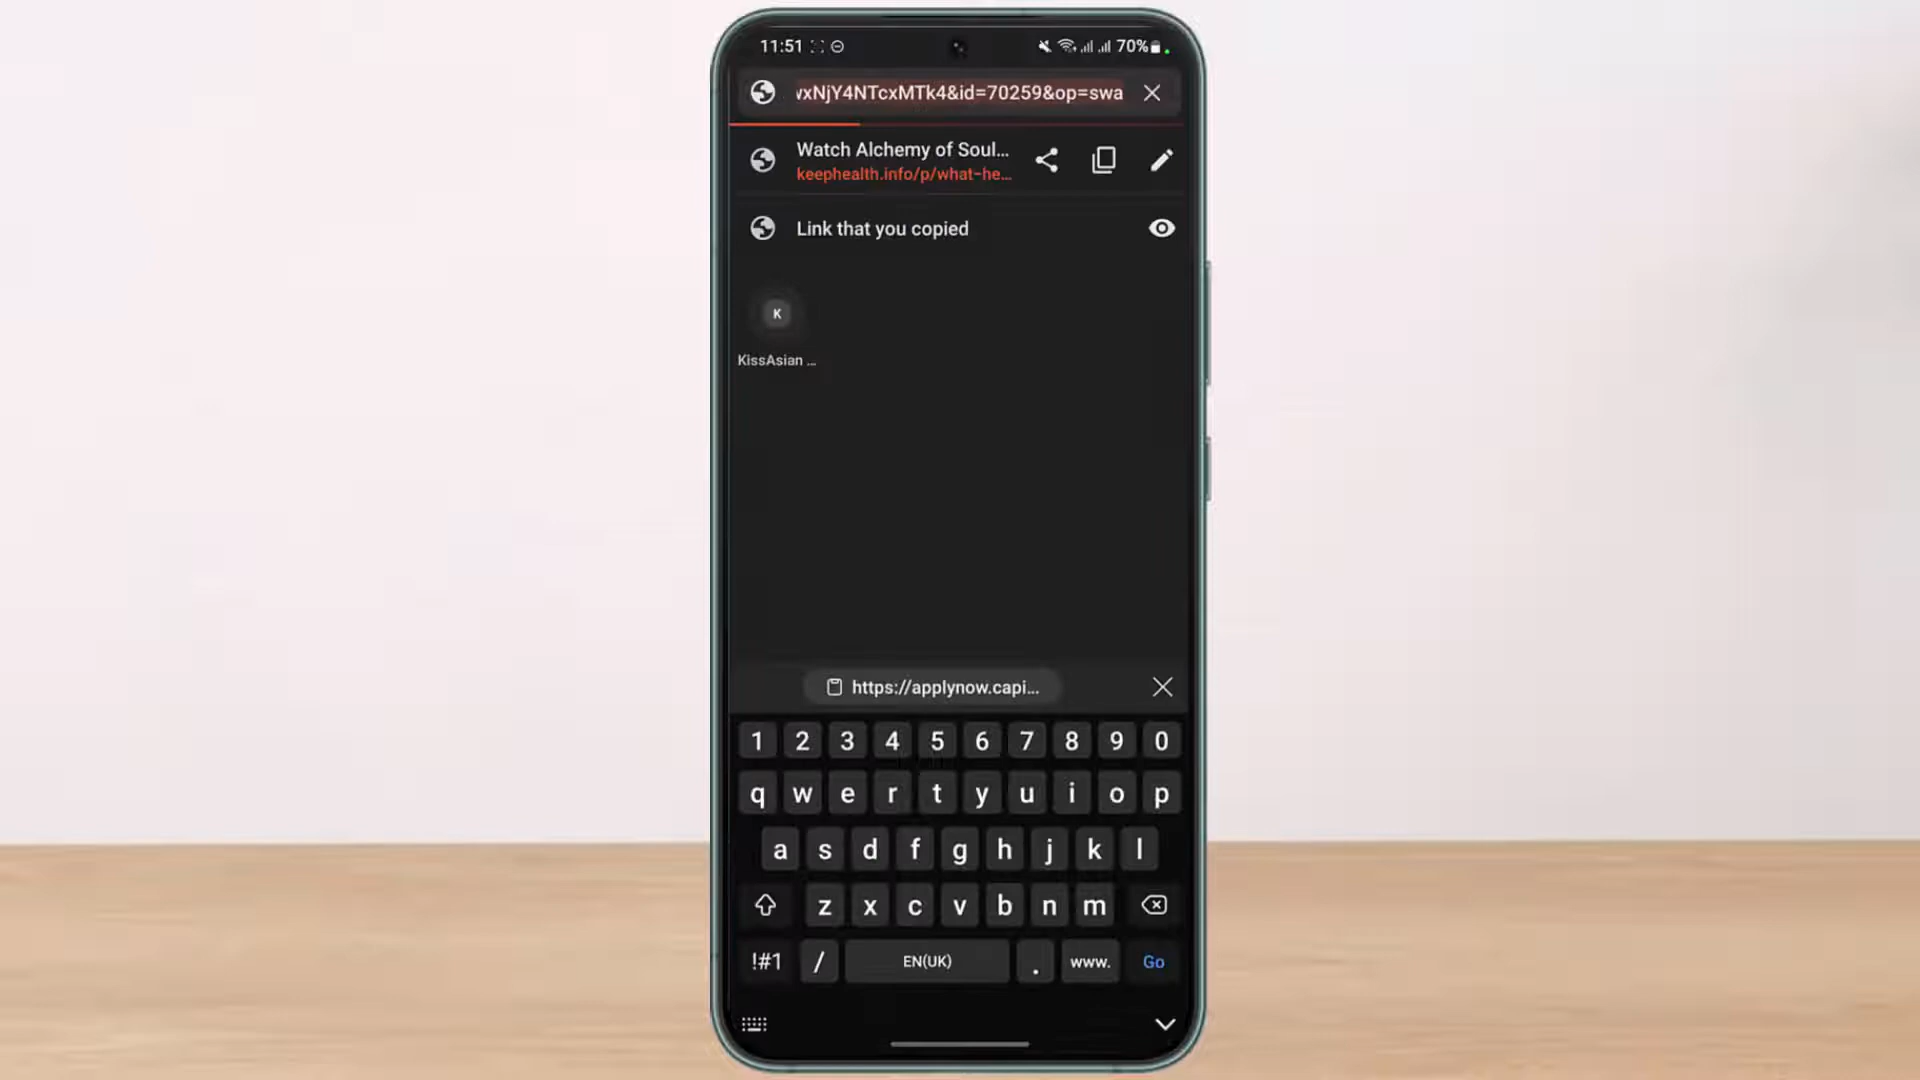 11:51 70%
xNjY4NTcxMTk4&id=70259&op=swa
Watch Alchemy of Soul...
keephealth.info/p/what-he...
Link that you copied
K
KissAsian ...
https://applynow.capi...
1 2 3 4 5 6 7 8 9 0
q w e r t y u i o p
a s d f g h j k l
z x c v b n m
!#1 / EN(UK) . www. Go